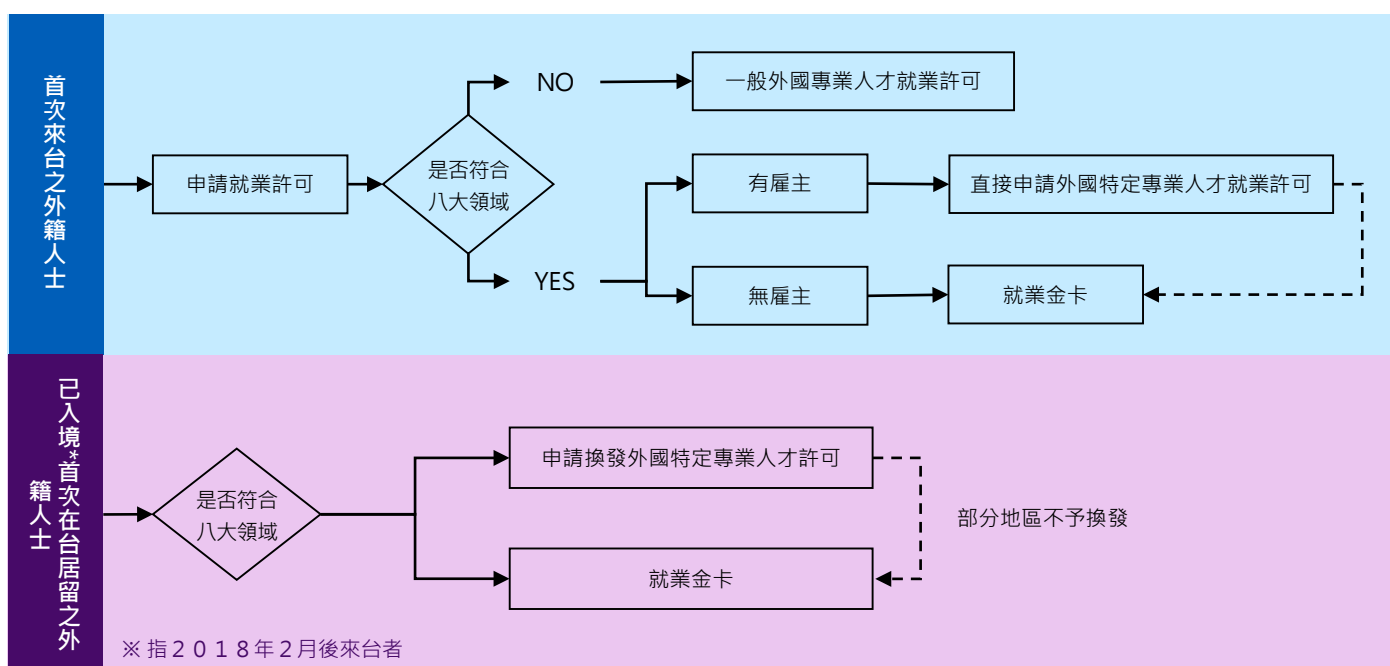 首次來台之外籍人士
NO
一般外國專業人才就業許可
申請就業許可
是否符合
八大領域
有雇主
直接申請外國特定專業人才就業許可
YES
無雇主
就業金卡
已入境*首次在台居留之外
籍人士
是否符合
八大領域
申請換發外國特定專業人才許可
部分地區不予換發
就業金卡
※指２０１８年２月後來台者